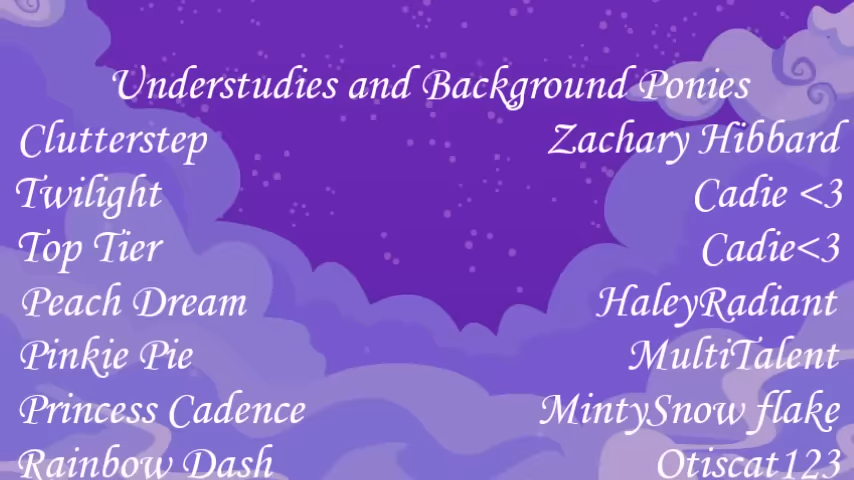 Understudies and Background Ponies
Clutterstep Zachary Hibbard
Twilight Cadie <3
Top Tier Cadie<3
Peach Dream HaleyRadiant
Pinkie Pie MultiTalent
Princess Cadence MintySnow flake
Rainbow Dash Otiscat123